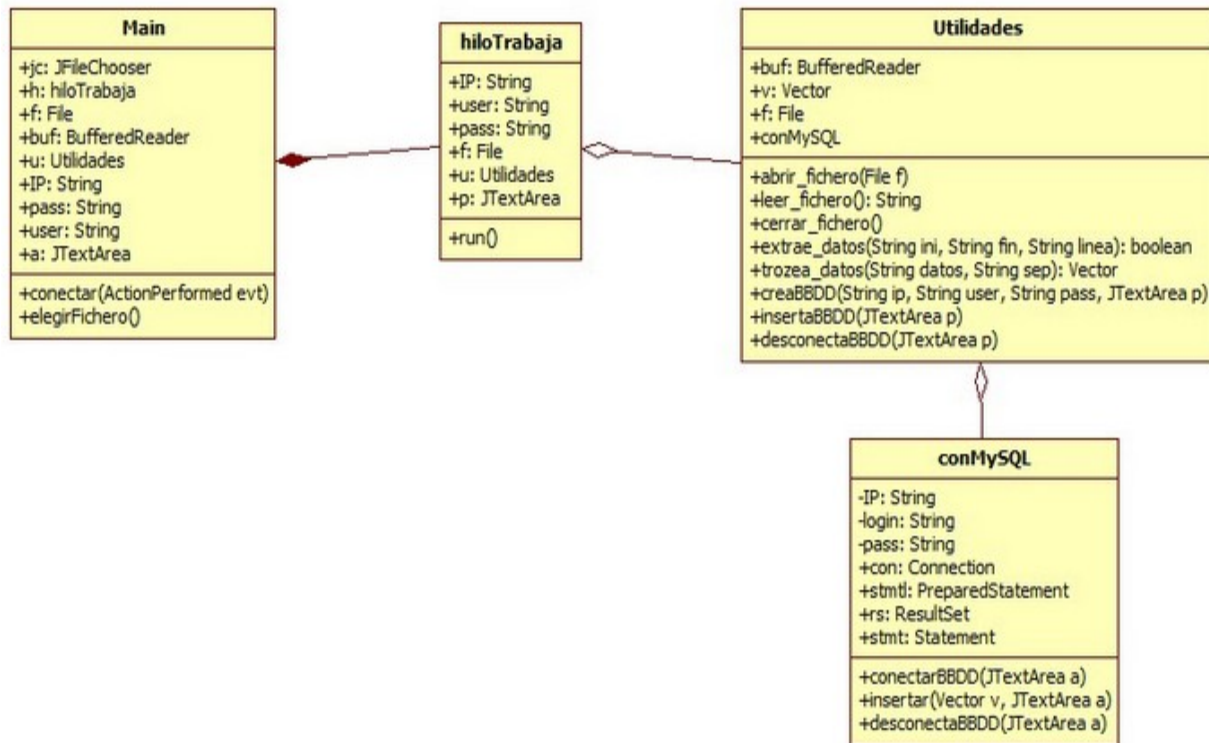 Main
+jc: JFileChooser
+h: hiloTrabaja
+f: File
+buf: BufferedReader
+u: Utilidades
+IP: String
+pass: String
+user: String
+a: JTextArea
+conectar(ActionPerformed evt)
+elegirFichero()
hiloTrabaja
+IP: String
+user: String
+pass: String
+f: File
+u: Utilidades
+p: JTextArea
+run()
Utilidades
+buf: BufferedReader
+v: Vector
+f: File
+conMySQL
+abrir_fichero(File f)
+leer_fichero(): String
+cerrar_fichero()
+extrae_datos(String ini, String fin, String linea): boolean
+trozea_datos(String datos, String sep): Vector
+creaBBDD(String ip, String user, String pass, JTextArea p)
+insertaBBDD(JTextArea p)
+desconectaBBDD(JTextArea p)
conMySQL
-IP: String
-login: String
-pass: String
+con: Connection
+stmtl: PreparedStatement
+rs: ResultSet
+stmt: Statement
+conectarBBDD(JTextArea a)
+insertar(Vector v, JTextArea a)
+desconectaBBDD(JTextArea a)